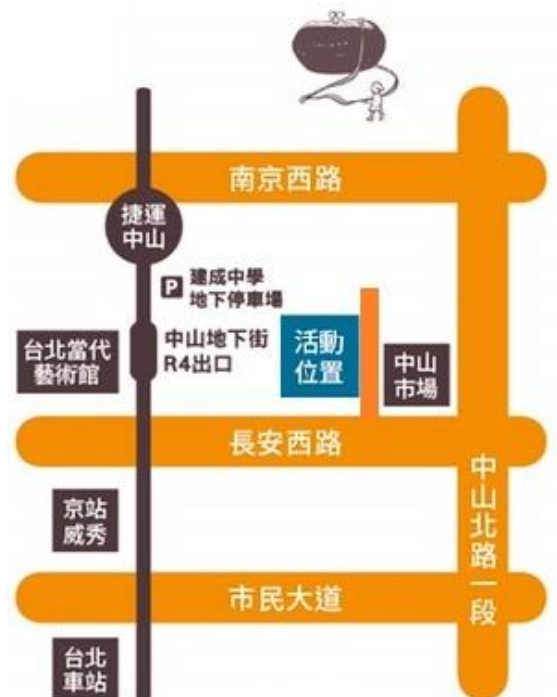 南京西路
捷運
中山
P 建成中學
地下停車場
台北當代
藝術館
中山地下街
R4出口
活動
位置
中山
市場
長安西路
中山北路一段
京站
威秀
市民大道
台北
車站